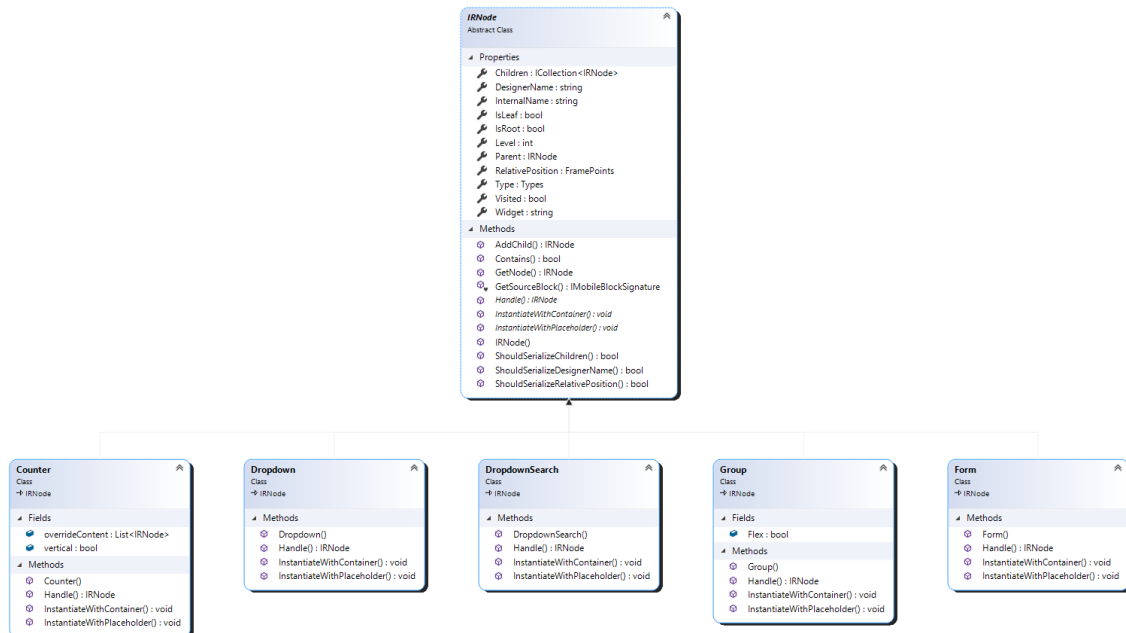 IRNode
Abstract Class
Properties
Children : ICollection<IRNode>
DesignerName : string
InternalName : string
IsLeaf : bool
IsRoot : bool
Level : int
Parent : IRNode
RelativePosition : FramePoints
Type : Types
Visited : bool
Widget : string
Methods
AddChild() : IRNode
Contains() : bool
GetNode() : IRNode
GetSourceBlock() : IMobileBlockSignature
Handle() : IRNode
InstantiateWithContainer() : void
InstantiateWithPlaceholder() : void
IRNode()
ShouldSerializeChildren() : bool
ShouldSerializeDesignerName() : bool
ShouldSerializeRelativePosition() : bool
Counter
Class
IRNode
Fields
overrideContent : List<IRNode>
vertical : bool
Methods
Counter()
Handle() : IRNode
InstantiateWithContainer() : void
InstantiateWithPlaceholder() : void
Dropdown
Class
IRNode
Methods
Dropdown()
Handle() : IRNode
InstantiateWithContainer() : void
InstantiateWithPlaceholder() : void
DropdownSearch
Class
IRNode
Methods
DropdownSearch()
Handle() : IRNode
InstantiateWithContainer() : void
InstantiateWithPlaceholder() : void
Group
Class
IRNode
Fields
Flex : bool
Methods
Group()
Handle() : IRNode
InstantiateWithContainer() : void
InstantiateWithPlaceholder() : void
Form
Class
IRNode
Methods
Form()
Handle() : IRNode
InstantiateWithContainer() : void
InstantiateWithPlaceholder() : void